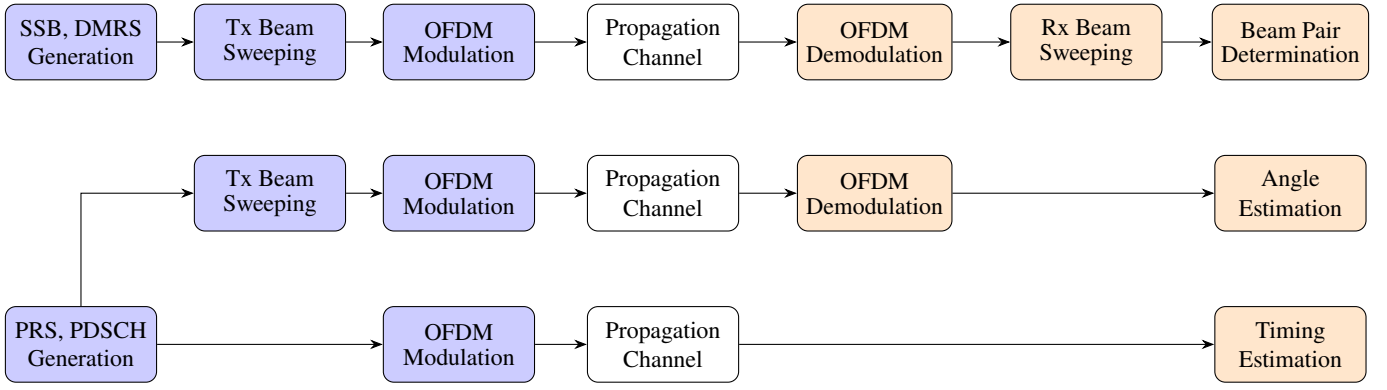 SSB, DMRS
Generation
Tx Beam
Sweeping
OFDM
Modulation
Propagation
Channel
OFDM
Demodulation
Rx Beam
Sweeping
Beam Pair
Determination
Tx Beam
Sweeping
OFDM
Modulation
Propagation
Channel
OFDM
Demodulation
Angle
Estimation
PRS, PDSCH
Generation
OFDM
Modulation
Propagation
Channel
Timing
Estimation